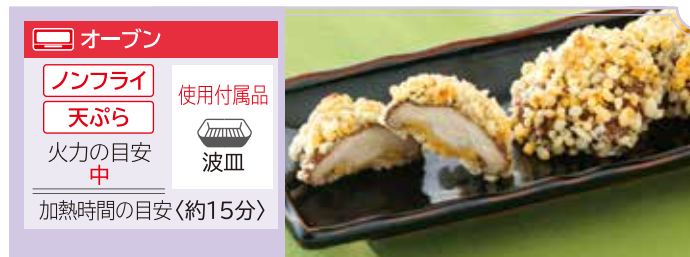 オーブン
ノンフライ
天ぷら
火力の目安
中
使用付属品
波皿
加熱時間の目安〈約15分〉